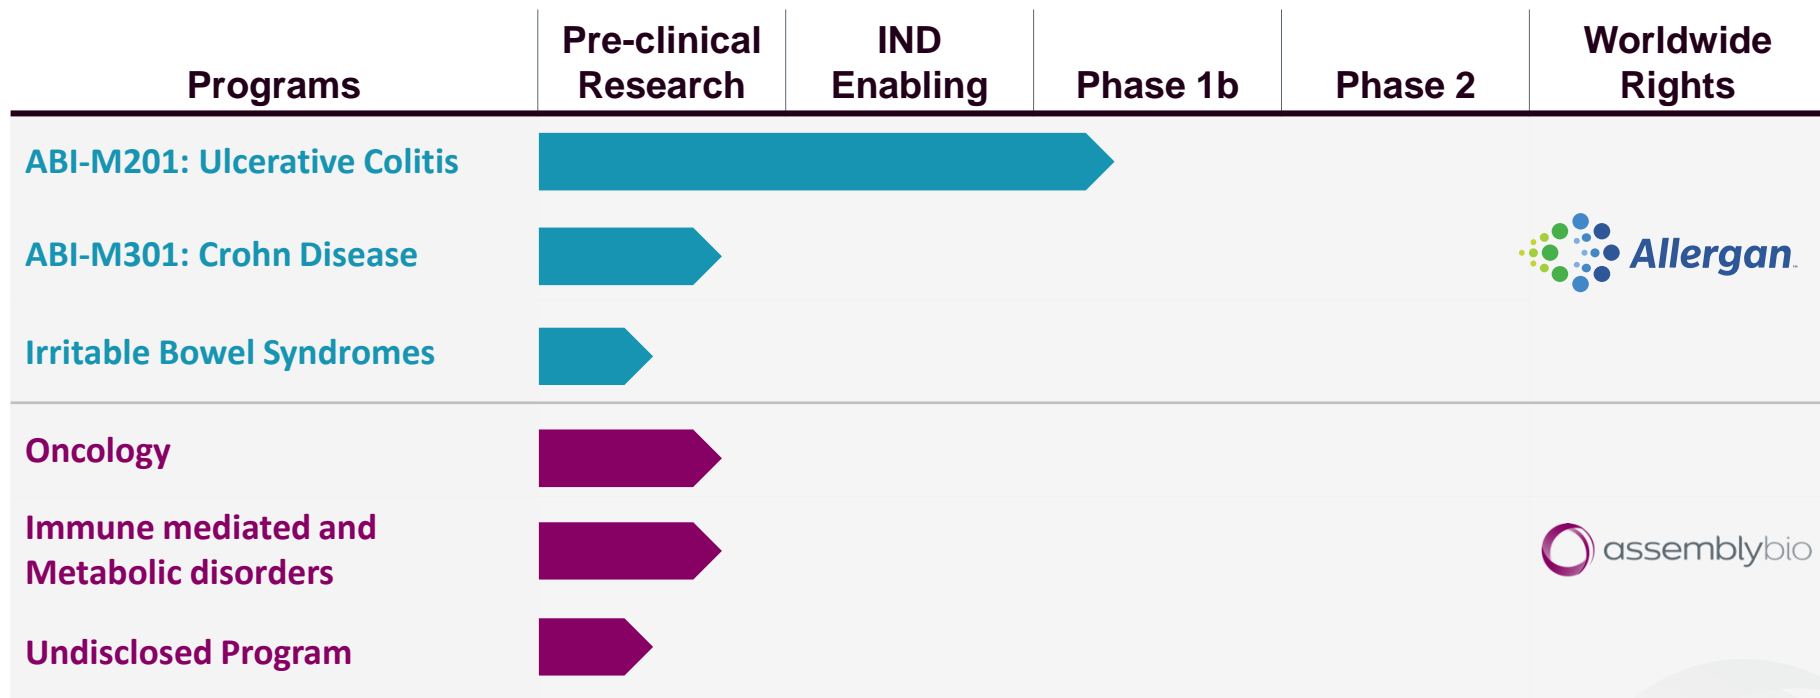 Programs
Pre-clinical
Research
IND
Enabling
Phase 1b
Phase 2
Worldwide
Rights
ABI-M201: Ulcerative Colitis
ABI-M301: Crohn Disease
Allergan™
Irritable Bowel Syndromes
Oncology
Immune mediated and
Metabolic disorders
assemblybio
Undisclosed Program